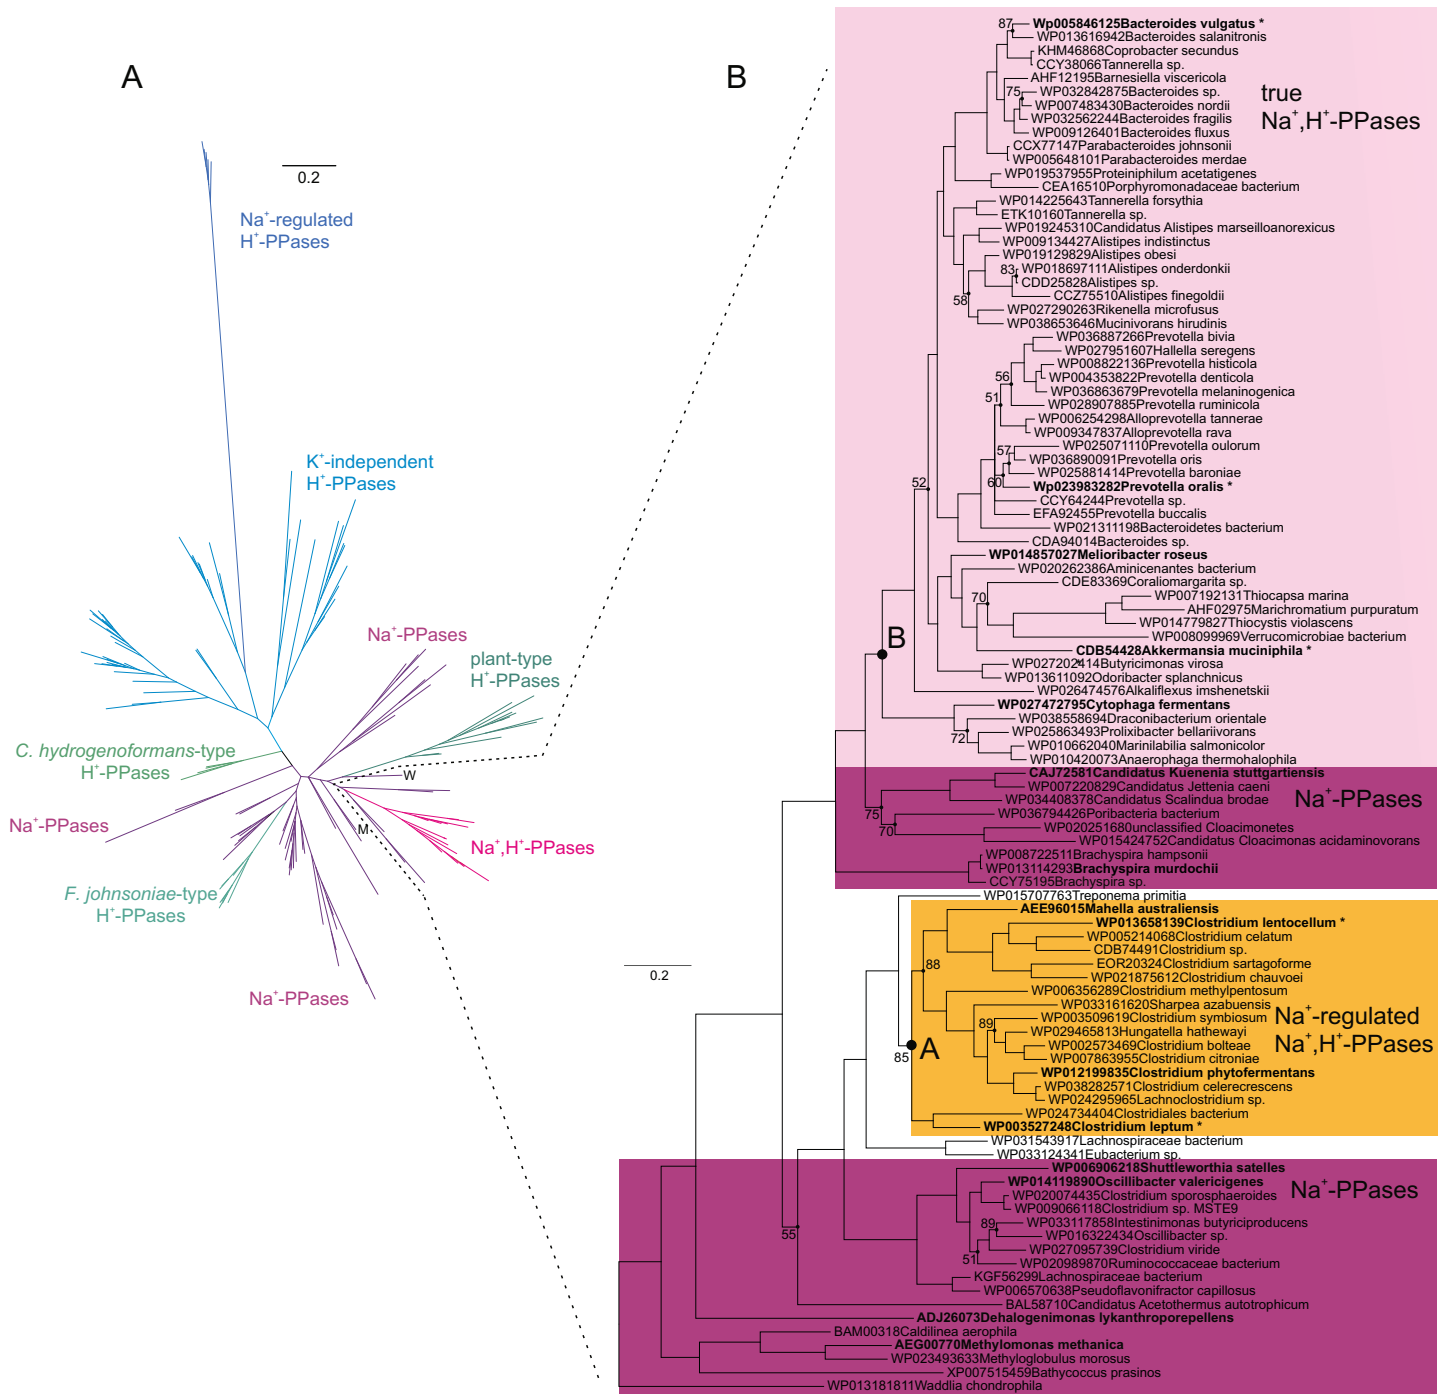 A
0.2
Na⁺-regulated
H⁺-PPases
K⁺-independent
H⁺-PPases
Na⁺-PPases
plant-type
H⁺-PPases
C. hydrogenoformans-type
H⁺-PPases
W
Na⁺-PPases
M
Na⁺,H⁺-PPases
F. johnsoniae-type
H⁺-PPases
Na⁺-PPases
B
true
Na⁺,H⁺-PPases
87
Wp005846125Bacteroides vulgatus *
WP013616942Bacteroides salanitronis
KHM46868Coprobacter secundus
CCY38066Tannerella sp.
AHF12195Barnesiella viscericola
75
WP032842875Bacteroides sp.
WP007483430Bacteroides nordii
WP032562244Bacteroides fragilis
WP009126401Bacteroides fluxus
CCX77147Parabacteroides johnsonii
WP005648101Parabacteroides merdae
WP019537955Proteiniphilum acetatigenes
CEA16510Porphyromonadaceae bacterium
WP014225643Tannerella forsythia
ETK10160Tannerella sp.
WP019245310Candidatus Alistipes marseilloanorexicus
WP009134427Alistipes indistinctus
WP019129829Alistipes obesi
83
WP018697111Alistipes onderdonkii
CDD25828Alistipes sp.
CCZ75510Alistipes finegoldii
58
WP027290263Rikenella microfusus
WP038653646Mucinivorans hirudinis
WP036887266Prevotella bivia
WP027951607Hallella seregens
WP008822136Prevotella histicola
56
WP004353822Prevotella denticola
WP036863679Prevotella melaninogenica
51
WP028907885Prevotella ruminicola
WP006254298Alloprevotella tannerae
WP009347837Alloprevotella rava
WP025071110Prevotella oulorum
57
WP036890091Prevotella oris
WP025881414Prevotella baroniae
60
Wp023983282Prevotella oralis *
52
CCY64244Prevotella sp.
EFA92455Prevotella buccalis
WP021311198Bacteroidetes bacterium
CDA94014Bacteroides sp.
WP014857027Melioribacter roseus
WP020262386Aminicenantes bacterium
CDE83369Coraliomargarita sp.
70
WP007192131Thiocapsa marina
AHF02975Marichromatium purpuratum
WP014779827Thiocystis violascens
WP008099969Verrucomicrobiae bacterium
B
CDB54428Akkermansia muciniphila *
WP027202414Butyricimonas virosa
WP013611092Odoribacter splanchnicus
WP026474576Alkaliflexus imshenetskii
WP027472795Cytophaga fermentans
WP038558694Draconibacterium orientale
72
WP025863493Prolixibacter bellariivorans
WP010662040Marinilabilia salmonicolor
WP010420073Anaerophaga thermohalophila
CAJ72581Candidatus Kuenenia stuttgartiensis
WP007220829Candidatus Jettenia caeni
WP034408378Candidatus Scalindua brodae
Na⁺-PPases
75
WP036794426Poribacteria bacterium
70
WP020251680unclassified Cloacimonetes
WP015424752Candidatus Cloacimonas acidaminovorans
WP008722511Brachyspira hampsonii
WP013114293Brachyspira murdochii
CCY75195Brachyspira sp.
WP015707763Treponema primitia
AEE96015Mahella australiensis
WP013658139Clostridium lentocellum *
WP005214068Clostridium celatum
CDB74491Clostridium sp.
88
EOR20324Clostridium sartagoforme
WP021875612Clostridium chauvoei
WP006356289Clostridium methylpentosum
WP033161620Sharpea azabuensis
89
WP003509619Clostridium symbiosum
Na⁺-regulated
Na⁺,H⁺-PPases
WP029465813Hungatella hathewayi
WP002573469Clostridium bolteae
85
A
WP007863955Clostridium citroniae
WP012199835Clostridium phytofermentans
WP038282571Clostridium celerecrescens
WP024295965Lachnoclostridium sp.
WP024734404Clostridiales bacterium
WP003527248Clostridium leptum *
WP031543917Lachnospiraceae bacterium
WP033124341Eubacterium sp.
0.2
WP006906218Shuttleworthia satelles
WP014119890Oscillibacter valericigenes
Na⁺-PPases
WP020074435Clostridium sporosphaeroides
WP009066118Clostridium sp. MSTE9
89
WP033117858Intestinimonas butyriciproducens
55
WP016322434Oscillibacter sp.
WP027095739Clostridium viride
51
WP020989870Ruminococcaceae bacterium
KGF56299Lachnospiraceae bacterium
WP006570638Pseudoflavonifractor capillosus
BAL58710Candidatus Acetothermus autotrophicum
ADJ26073Dehalogenimonas lykanthroporepellens
BAM00318Caldilinea aerophila
AEG00770Methylomonas methanica
WP023493633Methyloglobulus morosus
XP007515459Bathycoccus prasinos
WP013181811Waddlia chondrophila